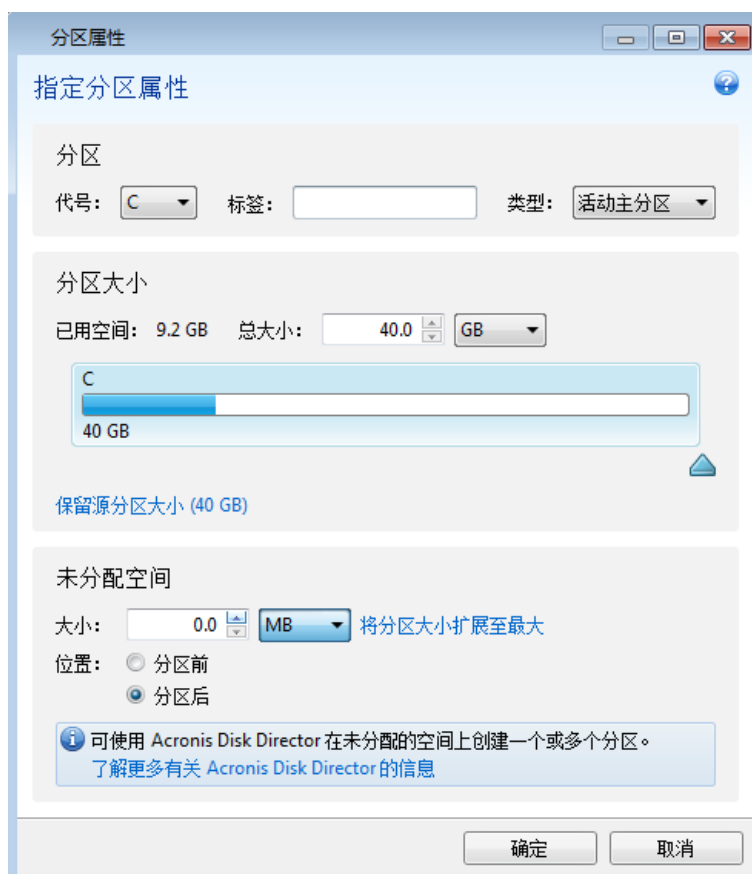 分区属性
指定分区属性
分区
代号： C 标签： 类型： 活动主分区
分区大小
已用空间： 9.2 GB 总大小： 40.0 GB
C
40 GB
保留源分区大小 (40 GB)
未分配空间
大小： 0.0 MB 将分区大小扩展至最大
位置： 分区前
分区后
可使用 Acronis Disk Director 在未分配的空间上创建一个或多个分区。
了解更多有关 Acronis Disk Director 的信息
确定 取消